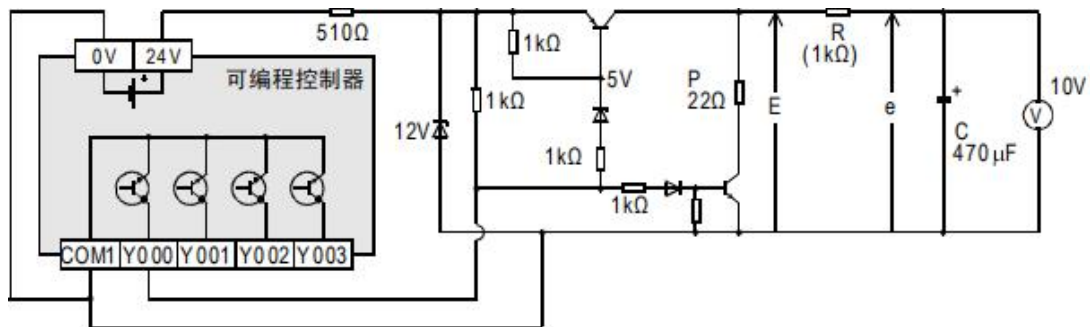 0V 24V
510Ω
1kΩ
R
(1kΩ)
可编程控制器
5V
P
22Ω
10V
1kΩ
12V
E
e
+
V
C
470μF
1kΩ
1kΩ
COM1 Y000 Y001 Y002 Y003